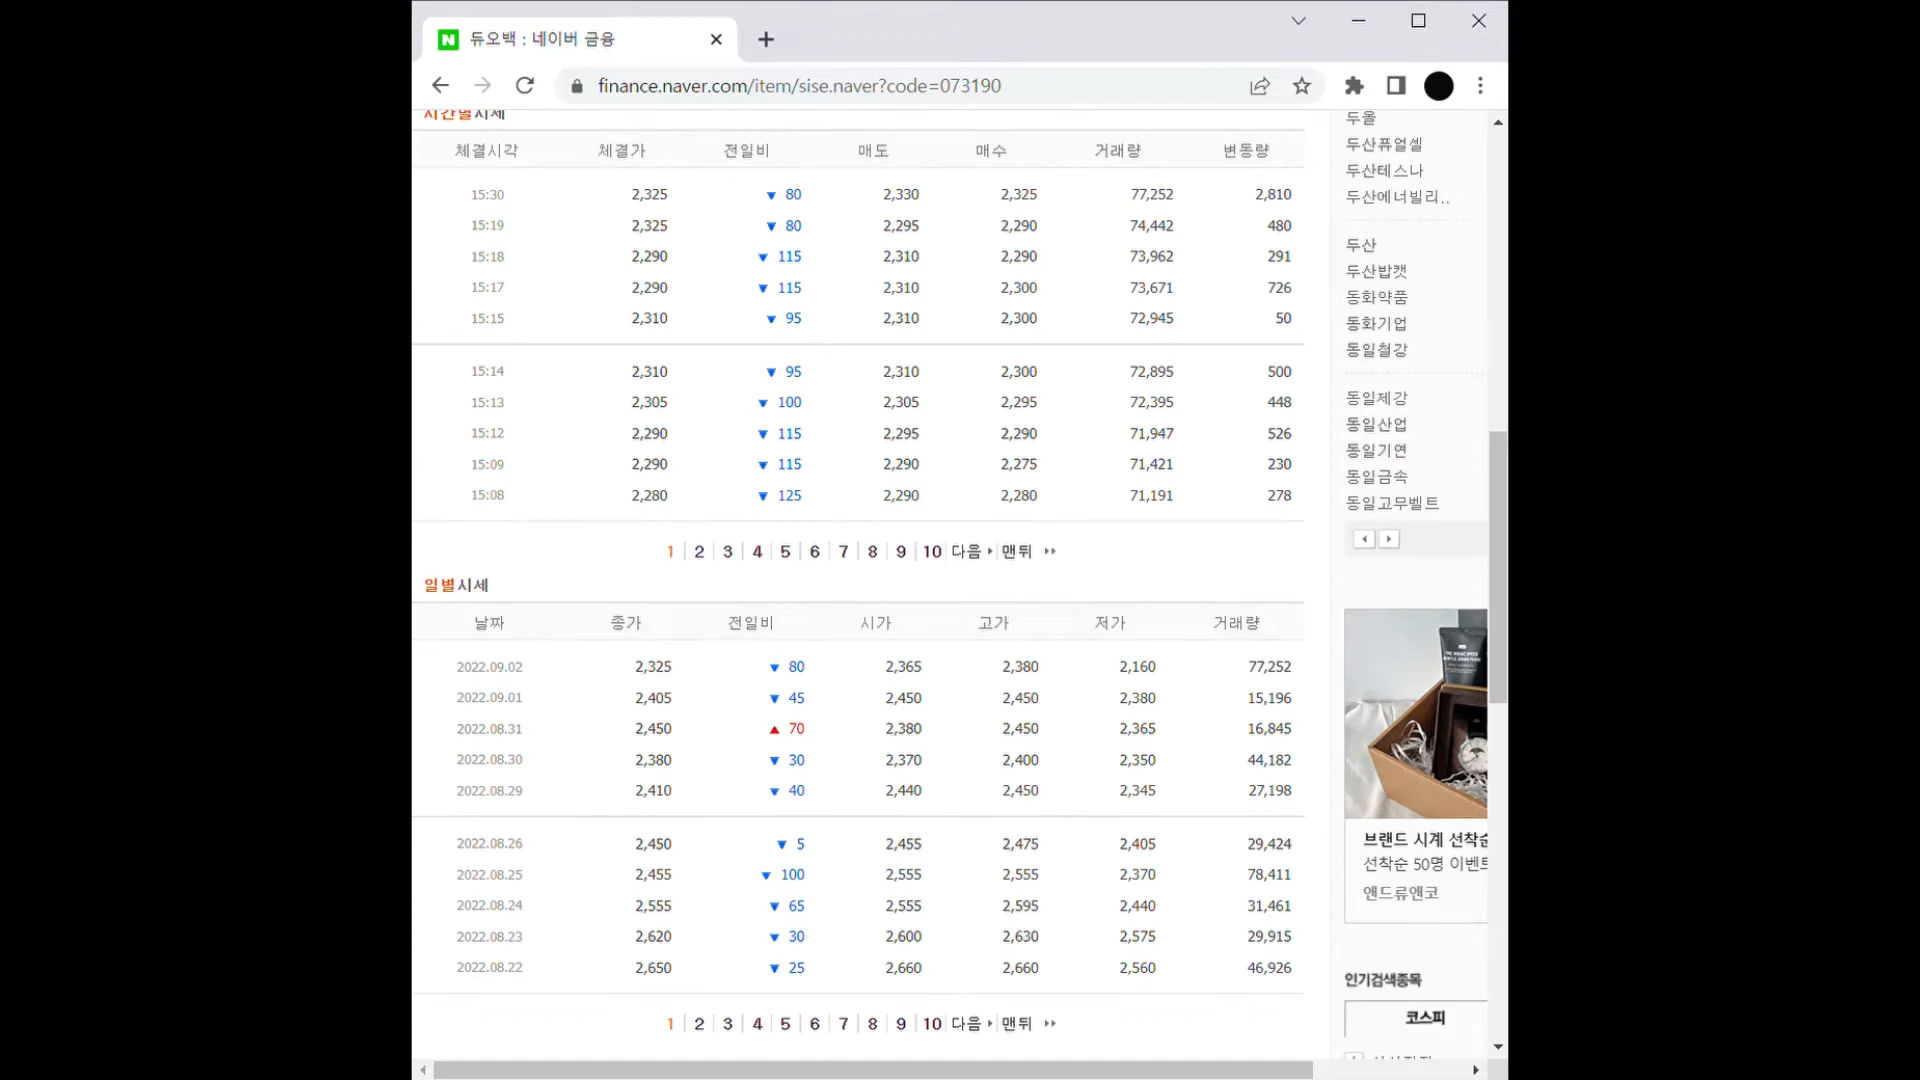 듀오백 : 네이버 금융
finance.naver.com/item/sise.naver?code=073190
시간별시세
체결시각 체결가 전일비 매도 매수 거래량 변동량
15:30 2,325 ▼ 80 2,330 2,325 77,252 2,810
15:19 2,325 ▼ 80 2,295 2,290 74,442 480
15:18 2,290 ▼ 115 2,310 2,290 73,962 291
15:17 2,290 ▼ 115 2,310 2,300 73,671 726
15:15 2,310 ▼ 95 2,310 2,300 72,945 50
15:14 2,310 ▼ 95 2,310 2,300 72,895 500
15:13 2,305 ▼ 100 2,305 2,295 72,395 448
15:12 2,290 ▼ 115 2,295 2,290 71,947 526
15:09 2,290 ▼ 115 2,290 2,275 71,421 230
15:08 2,280 ▼ 125 2,290 2,280 71,191 278
1 2 3 4 5 6 7 8 9 10 다음 맨뒤
일별시세
날짜 종가 전일비 시가 고가 저가 거래량
2022.09.02 2,325 ▼ 80 2,365 2,380 2,160 77,252
2022.09.01 2,405 ▼ 45 2,450 2,450 2,380 15,196
2022.08.31 2,450 ▲ 70 2,380 2,450 2,365 16,845
2022.08.30 2,380 ▼ 30 2,370 2,400 2,350 44,182
2022.08.29 2,410 ▼ 40 2,440 2,450 2,345 27,198
2022.08.26 2,450 ▼ 5 2,455 2,475 2,405 29,424
2022.08.25 2,455 ▼ 100 2,555 2,555 2,370 78,411
2022.08.24 2,555 ▼ 65 2,555 2,595 2,440 31,461
2022.08.23 2,620 ▼ 30 2,600 2,630 2,575 29,915
2022.08.22 2,650 ▼ 25 2,660 2,660 2,560 46,926
1 2 3 4 5 6 7 8 9 10 다음 맨뒤
두올
두산퓨얼셀
두산테스나
두산에너빌리..
두산
두산밥캣
동화약품
동화기업
동일철강
동일제강
동일산업
동일기연
동일금속
동일고무벨트
브랜드 시계 선착순
선착순 50명 이벤트
앤드류앤코
인기검색종목
코스피